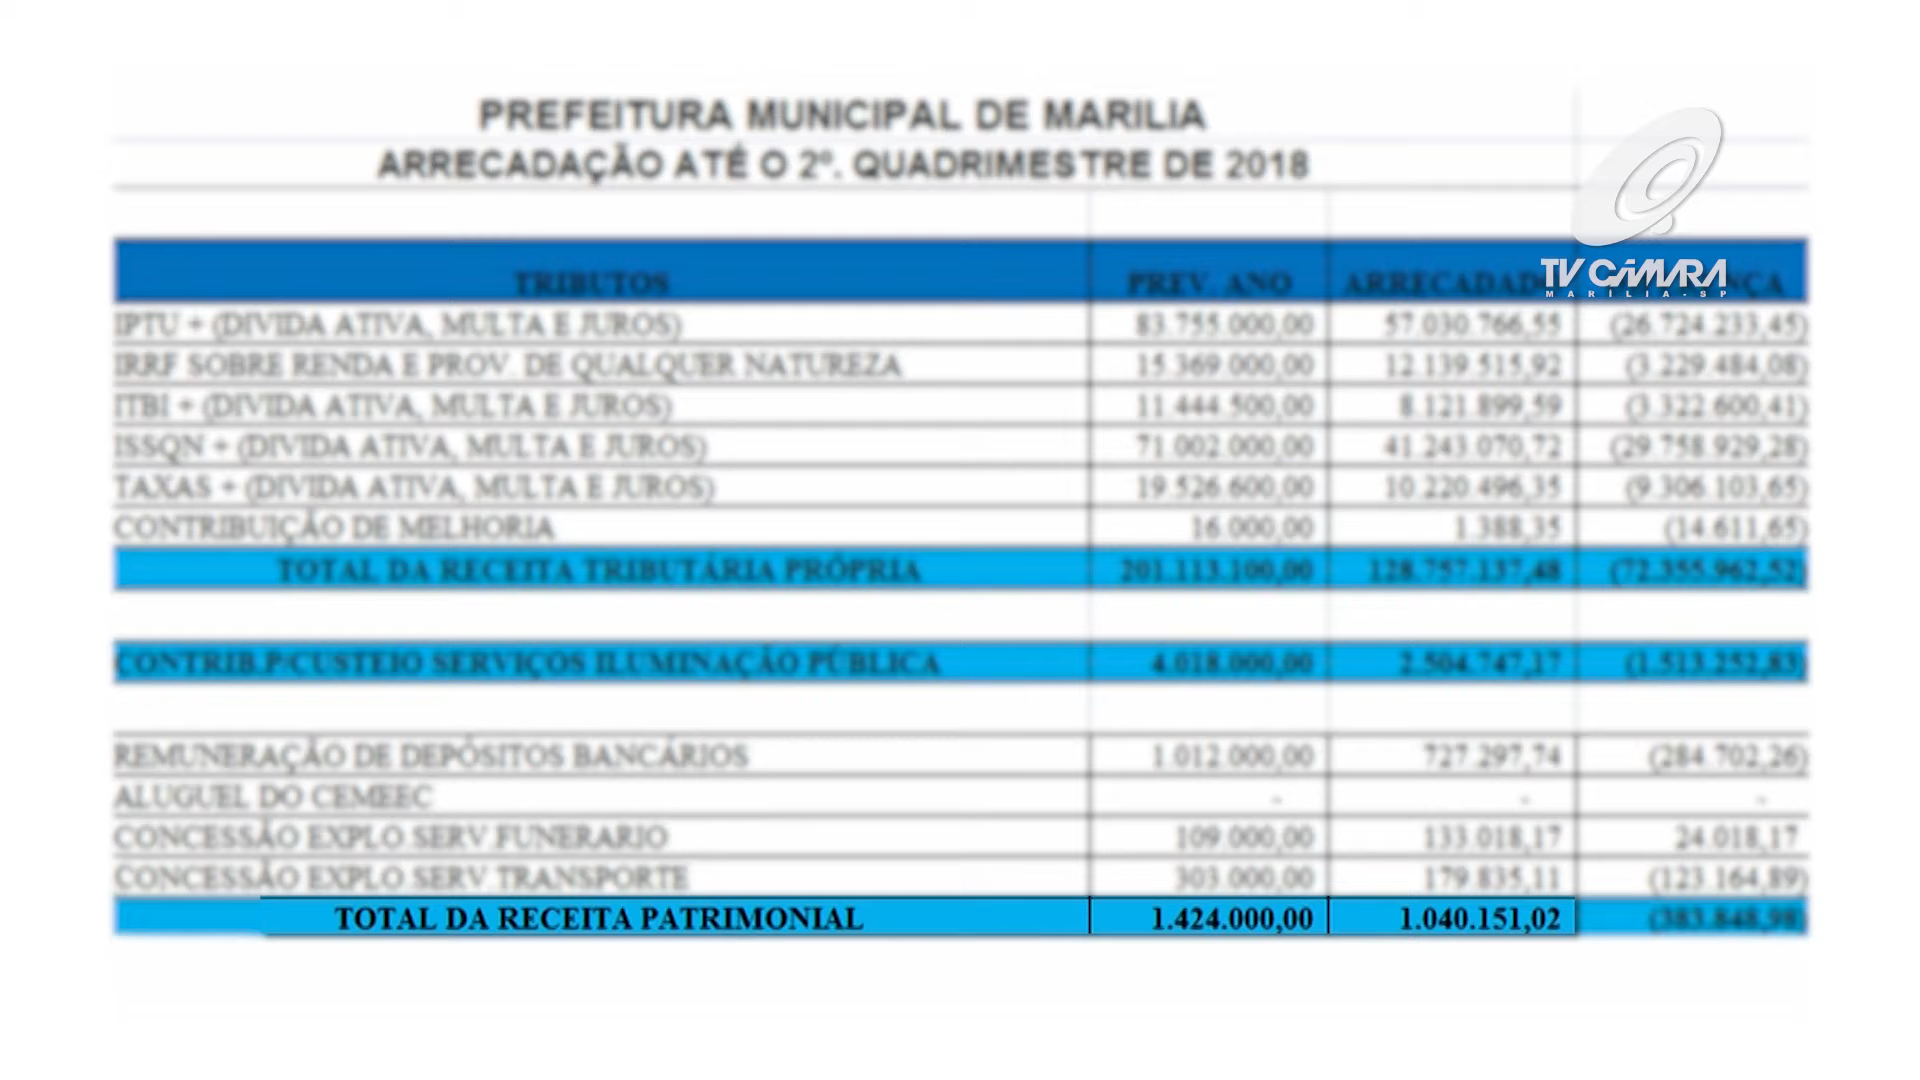 PREFEITURA MUNICIPAL DE MARILIA
ARRECADAÇÃO ATÉ O 2º. QUADRIMESTRE DE 2018
TV CÂMARA
MARÍLIA-SP
TRIBUTOS PREV. ANO ARRECADADO
IPTU + (DIVIDA ATIVA, MULTA E JUROS) 83.755.000,00 57.030.766,55 (26.724.233,45)
IRRF SOBRE RENDA E PROV. DE QUALQUER NATUREZA 15.369.000,00 12.139.515,92 (3.229.484,08)
ITBI + (DIVIDA ATIVA, MULTA E JUROS) 11.444.500,00 8.121.899,59 (3.322.600,41)
ISSQN + (DIVIDA ATIVA, MULTA E JUROS) 71.002.000,00 41.243.070,72 (29.758.929,28)
TAXAS + (DIVIDA ATIVA, MULTA E JUROS) 19.526.600,00 10.220.496,35 (9.306.103,65)
CONTRIBUIÇÃO DE MELHORIA 16.000,00 1.388,35 (14.611,65)
TOTAL DA RECEITA TRIBUTÁRIA PRÓPRIA 201.113.100,00 128.757.137,48 (72.355.962,52)
CONTRIB.P/CUSTEIO SERVIÇOS ILUMINAÇÃO PÚBLICA 4.018.000,00 2.504.747,17 (1.513.252,83)
REMUNERAÇÃO DE DEPÓSITOS BANCÁRIOS 1.012.000,00 727.297,74 (284.702,26)
ALUGUEL DO CEMEEC - - -
CONCESSÃO EXPLO.SERV.FUNERARIO 109.000,00 133.018,17 24.018,17
CONCESSÃO EXPLO.SERV.TRANSPORTE 303.000,00 179.835,11 (123.164,89)
TOTAL DA RECEITA PATRIMONIAL 1.424.000,00 1.040.151,02 (383.848,98)